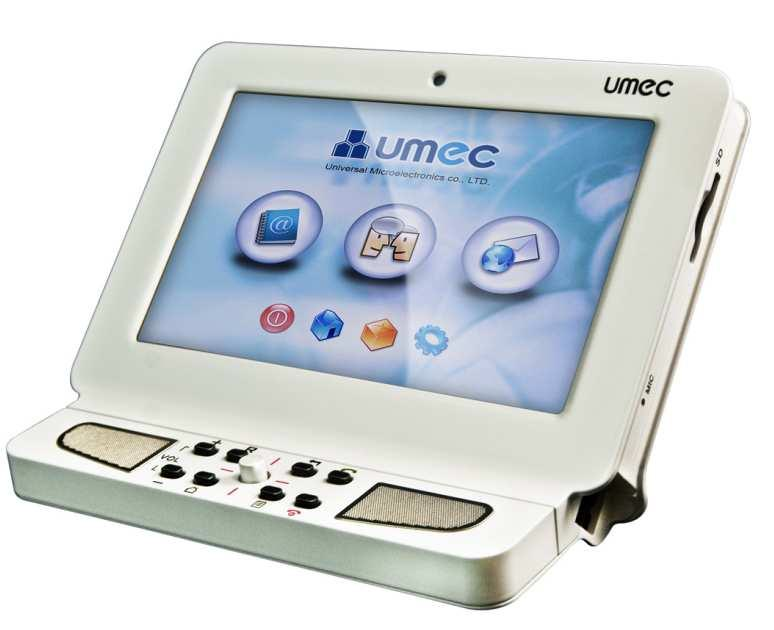 umec
umec
Universal Microelectronics co., LTD.
@
SD
MIC
+
VOL
R
L
−